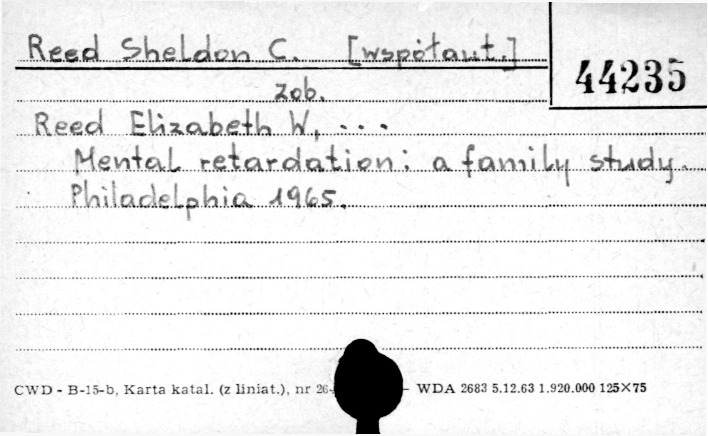 Reed Sheldon C. [współaut.]
44235
zob.
Reed Elizabeth W, ...
Mental retardation: a family study.
Philadelphia 1965.
CWD - B-15-b, Karta katal. (z liniat.), nr 26 - WDA 2683 5.12.63 1.920.000 125×75